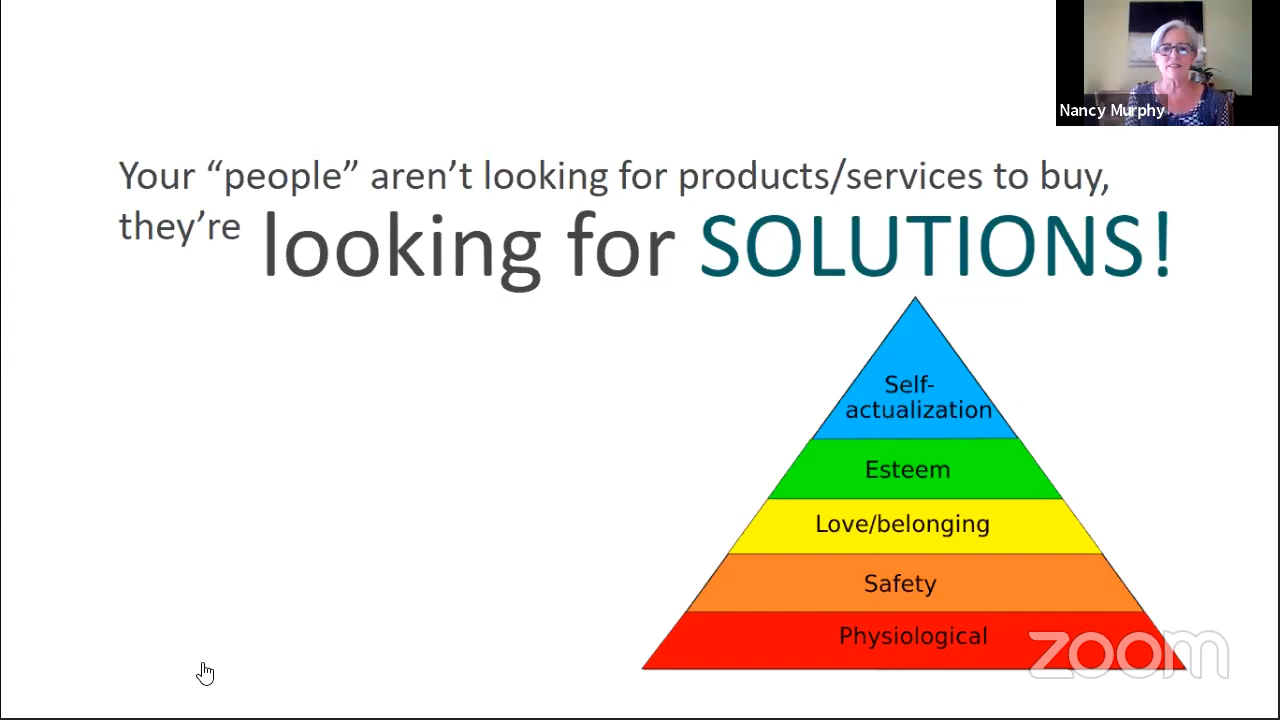 Nancy Murphy
Your “people” aren’t looking for products/services to buy,
they’re looking for SOLUTIONS!
Self-
actualization
Esteem
Love/belonging
Safety
Physiological
zoom